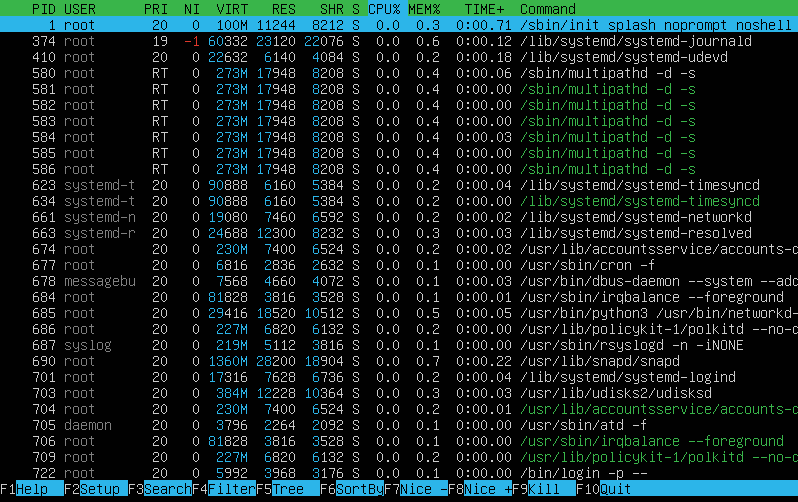 PID USER PRI NI VIRT RES SHR S CPU% MEM% TIME+ Command
1 root 20 0 100M 11244 8212 S 0.0 0.3 0:00.71 /sbin/init splash noprompt noshell
374 root 19 -1 60332 23120 22076 S 0.0 0.6 0:00.12 /lib/systemd/systemd-journald
410 root 20 0 22632 6140 4084 S 0.0 0.2 0:00.18 /lib/systemd/systemd-udevd
580 root RT 0 273M 17948 8208 S 0.0 0.4 0:00.06 /sbin/multipathd -d -s
581 root RT 0 273M 17948 8208 S 0.0 0.4 0:00.00 /sbin/multipathd -d -s
582 root RT 0 273M 17948 8208 S 0.0 0.4 0:00.00 /sbin/multipathd -d -s
583 root RT 0 273M 17948 8208 S 0.0 0.4 0:00.00 /sbin/multipathd -d -s
584 root RT 0 273M 17948 8208 S 0.0 0.4 0:00.03 /sbin/multipathd -d -s
585 root RT 0 273M 17948 8208 S 0.0 0.4 0:00.00 /sbin/multipathd -d -s
586 root RT 0 273M 17948 8208 S 0.0 0.4 0:00.00 /sbin/multipathd -d -s
623 systemd-t 20 0 90888 6160 5384 S 0.0 0.2 0:00.04 /lib/systemd/systemd-timesyncd
634 systemd-t 20 0 90888 6160 5384 S 0.0 0.2 0:00.00 /lib/systemd/systemd-timesyncd
661 systemd-n 20 0 19080 7460 6592 S 0.0 0.2 0:00.04 /lib/systemd/systemd-networkd
663 systemd-r 20 0 24688 12300 8232 S 0.0 0.3 0:00.04 /lib/systemd/systemd-resolved
674 root 20 0 230M 7400 6524 S 0.0 0.2 0:00.02 /usr/lib/accountsservice/accounts-d
677 root 20 0 6816 2836 2632 S 0.0 0.1 0:00.00 /usr/sbin/cron -f
678 messagebu 20 0 7568 4660 4072 S 0.0 0.1 0:00.03 /usr/bin/dbus-daemon --system --add
684 root 20 0 81828 3816 3528 S 0.0 0.1 0:00.01 /usr/sbin/irqbalance --foreground
685 root 20 0 29416 18520 10512 S 0.0 0.5 0:00.05 /usr/bin/python3 /usr/bin/networkd-
686 root 20 0 227M 6820 6132 S 0.0 0.2 0:00.00 /usr/lib/policykit-1/polkitd --no-d
687 syslog 20 0 219M 5112 3816 S 0.0 0.1 0:00.00 /usr/sbin/rsyslogd -n -iNONE
690 root 20 0 1360M 28200 18904 S 0.0 0.7 0:00.22 /usr/lib/snapd/snapd
701 root 20 0 17316 7628 6736 S 0.0 0.2 0:00.04 /lib/systemd/systemd-logind
703 root 20 0 384M 12228 10364 S 0.0 0.3 0:00.03 /usr/lib/udisks2/udisksd
704 root 20 0 230M 7400 6524 S 0.0 0.2 0:00.01 /usr/lib/accountsservice/accounts-d
705 daemon 20 0 3796 2264 2092 S 0.0 0.1 0:00.00 /usr/sbin/atd -f
706 root 20 0 81828 3816 3528 S 0.0 0.1 0:00.00 /usr/sbin/irqbalance --foreground
709 root 20 0 227M 6820 6132 S 0.0 0.2 0:00.00 /usr/lib/policykit-1/polkitd --no-d
722 root 20 0 5992 3968 3176 S 0.0 0.1 0:00.00 /bin/login -p --
F1Help F2Setup F3SearchF4FilterF5Tree F6SortByF7Nice -F8Nice +F9Kill F10Quit